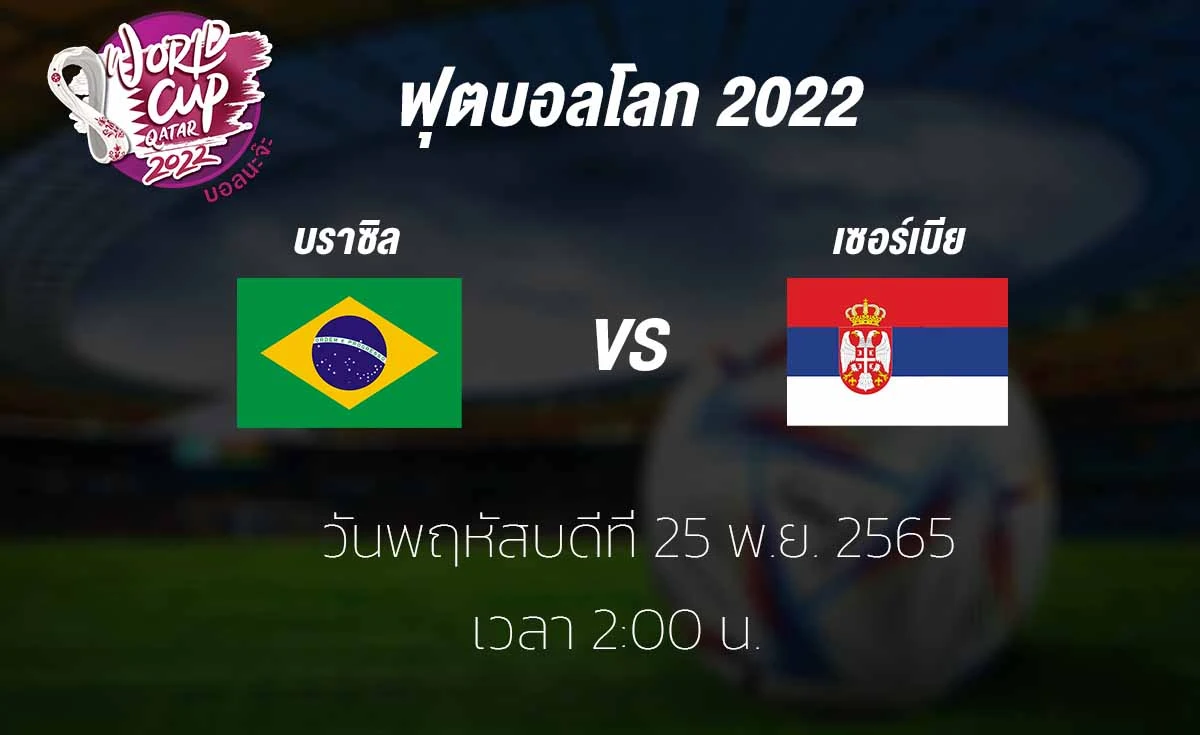 WORLD
CUP
QATAR
2022
บอลนะจ๊ะ
ฟุตบอลโลก 2022
บราซิล
เซอร์เบีย
ORDEM E PROGRESSO
VS
วันพฤหัสบดีที่ 25 พ.ย. 2565
เวลา 2:00 น.